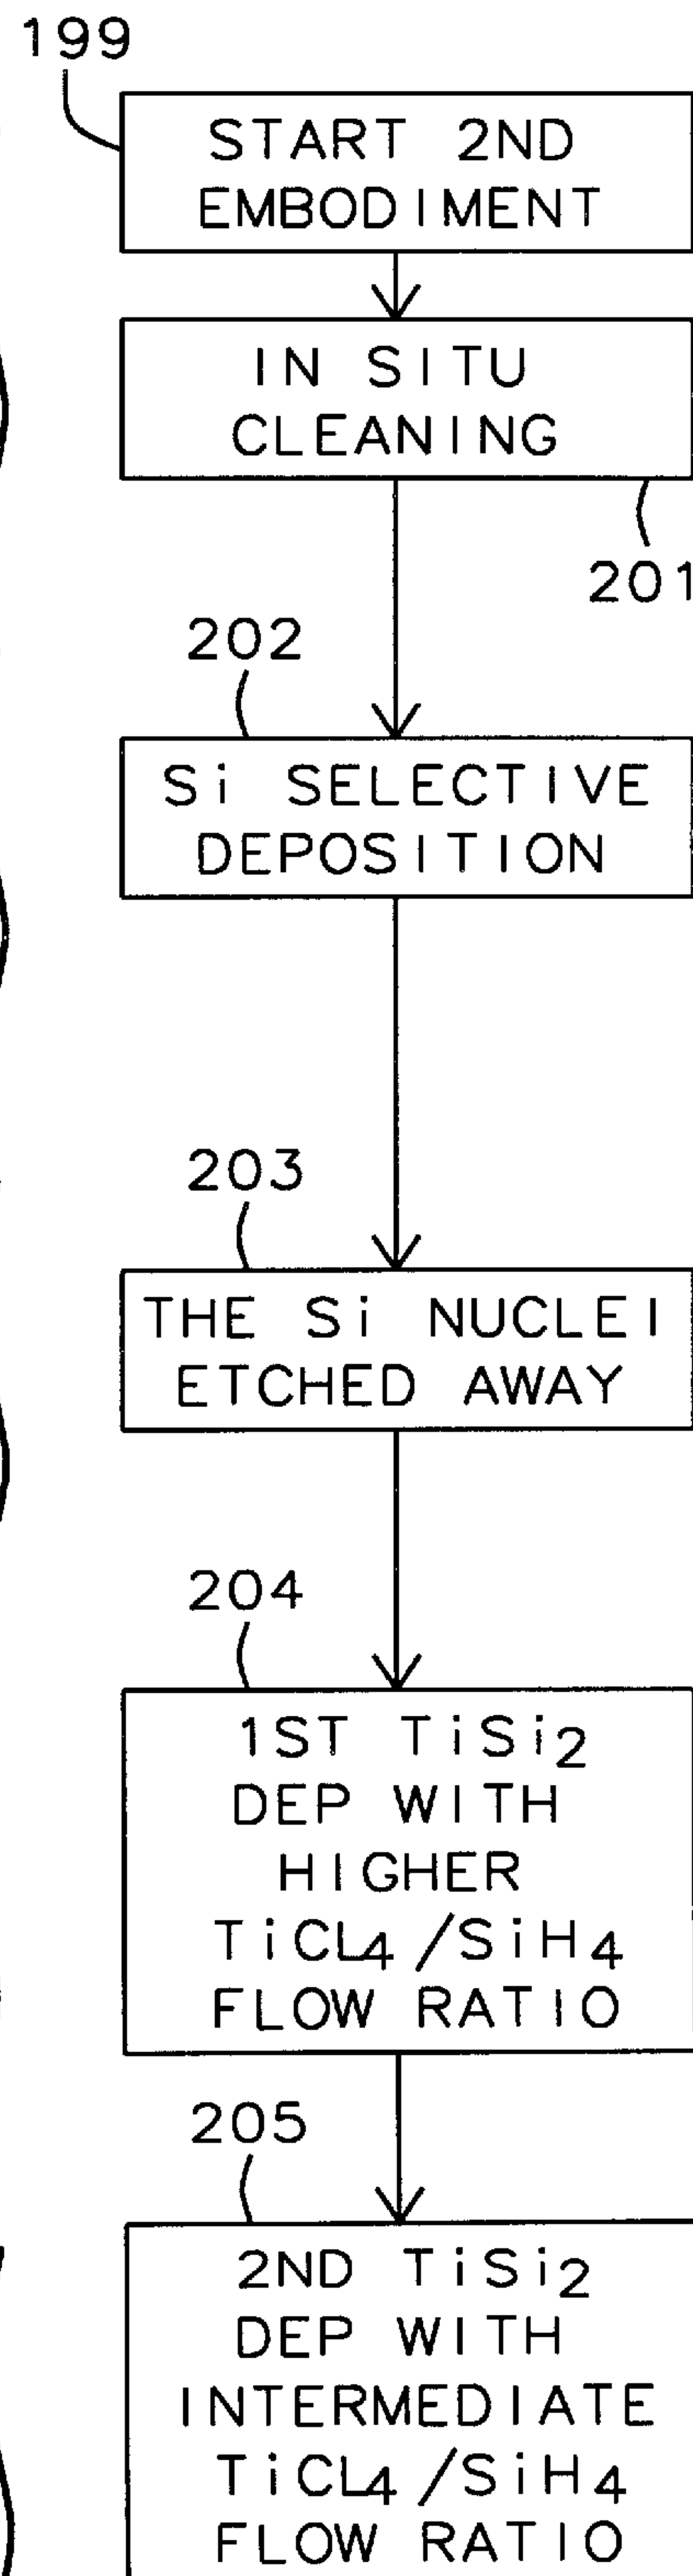 199
START 2ND
EMBODIMENT
IN SITU
CLEANING
201
202
Si SELECTIVE
DEPOSITION
203
THE Si NUCLEI
ETCHED AWAY
204
1ST TiSi2
DEP WITH
HIGHER
TiCL4/SiH4
FLOW RATIO
205
2ND TiSi2
DEP WITH
INTERMEDIATE
TiCL4/SiH4
FLOW RATIO